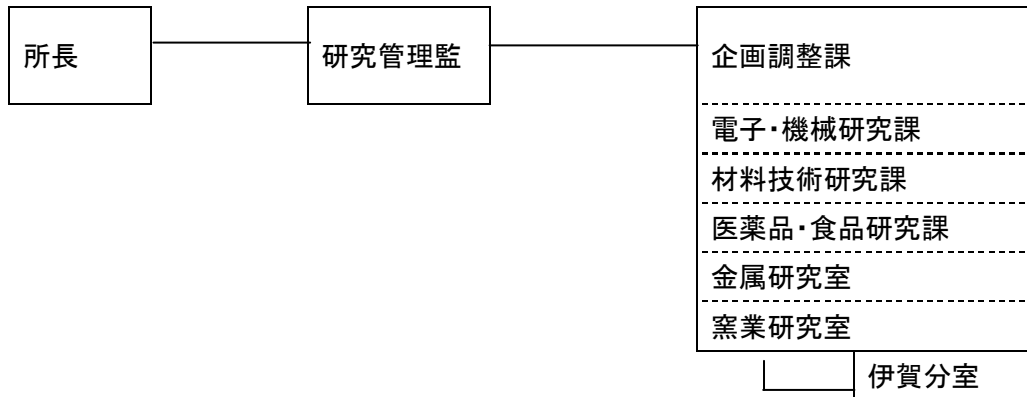 所長
研究管理監
企画調整課
電子・機械研究課
材料技術研究課
医薬品・食品研究課
金属研究室
窯業研究室
伊賀分室